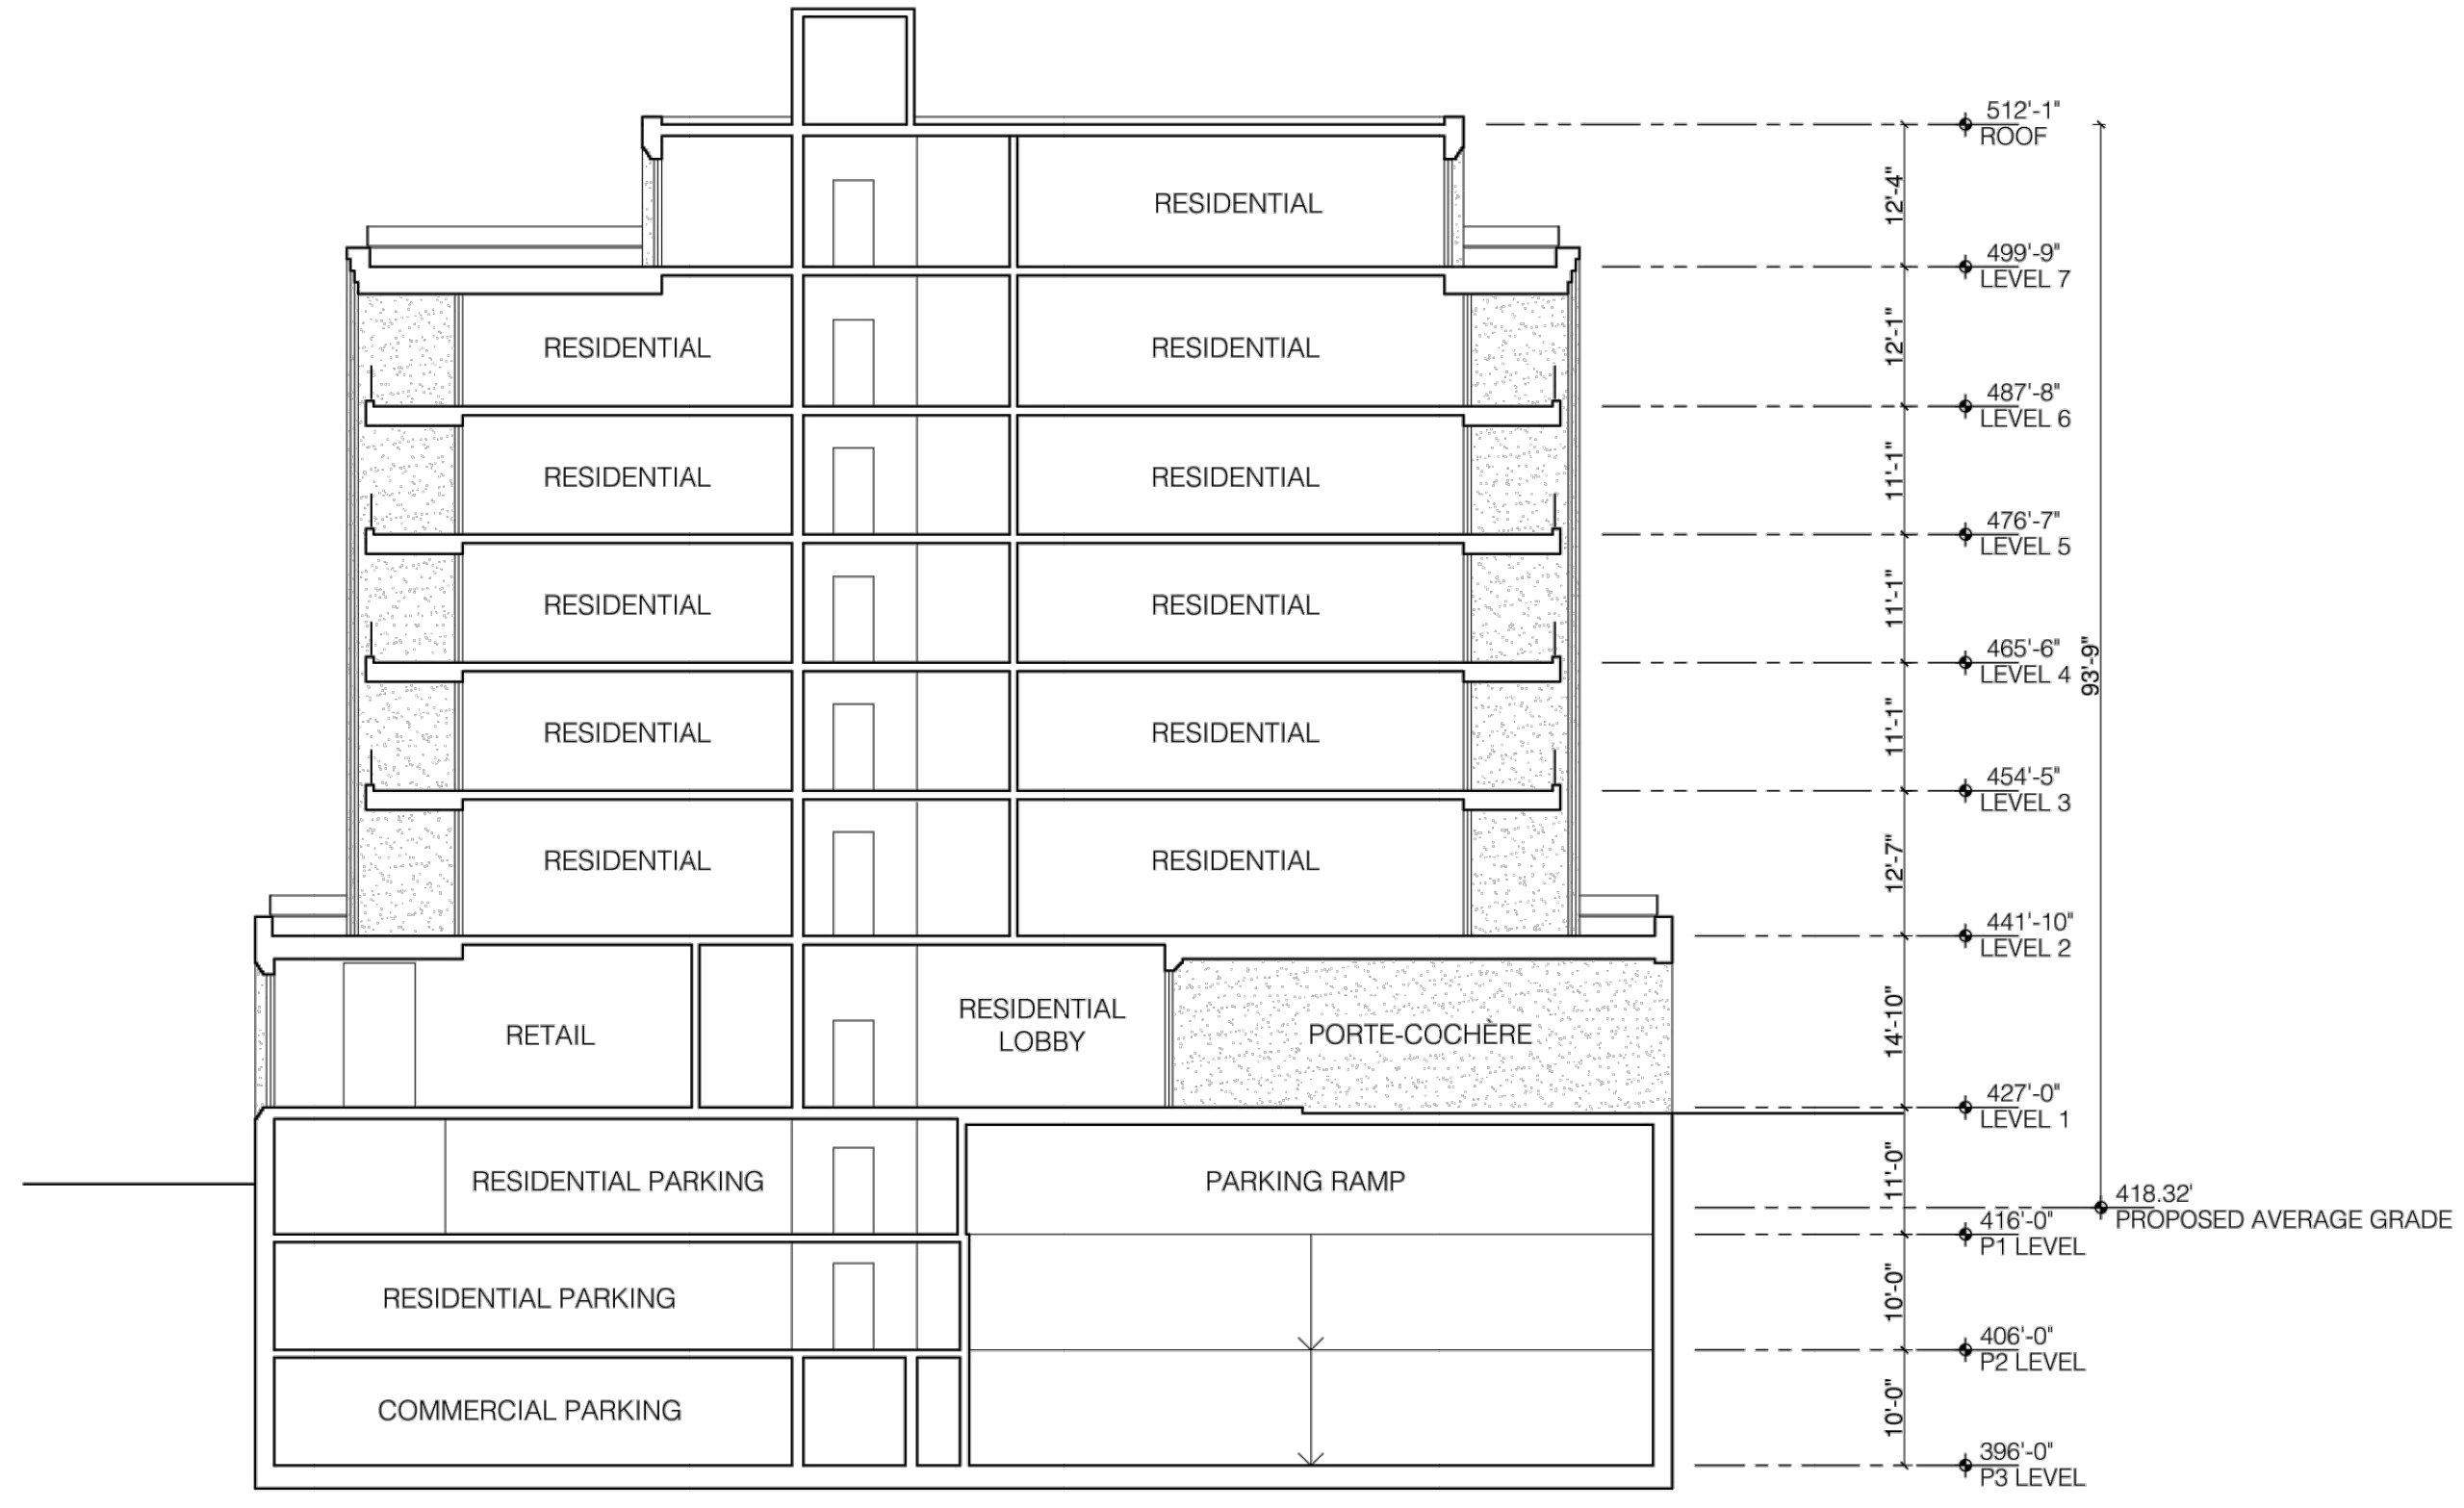 512'-1"
ROOF
12'-4"
RESIDENTIAL
499'-9"
LEVEL 7
12'-1"
RESIDENTIAL
RESIDENTIAL
487'-8"
LEVEL 6
11'-1"
RESIDENTIAL
RESIDENTIAL
476'-7"
LEVEL 5
11'-1"
RESIDENTIAL
RESIDENTIAL
465'-6"
LEVEL 4
93'-9"
11'-1"
RESIDENTIAL
RESIDENTIAL
454'-5"
LEVEL 3
12'-7"
RESIDENTIAL
RESIDENTIAL
441'-10"
LEVEL 2
14'-10"
RETAIL
RESIDENTIAL
LOBBY
PORTE-COCHÈRE
427'-0"
LEVEL 1
11'-0"
RESIDENTIAL PARKING
PARKING RAMP
418.32'
PROPOSED AVERAGE GRADE
416'-0"
P1 LEVEL
10'-0"
RESIDENTIAL PARKING
406'-0"
P2 LEVEL
10'-0"
COMMERCIAL PARKING
396'-0"
P3 LEVEL